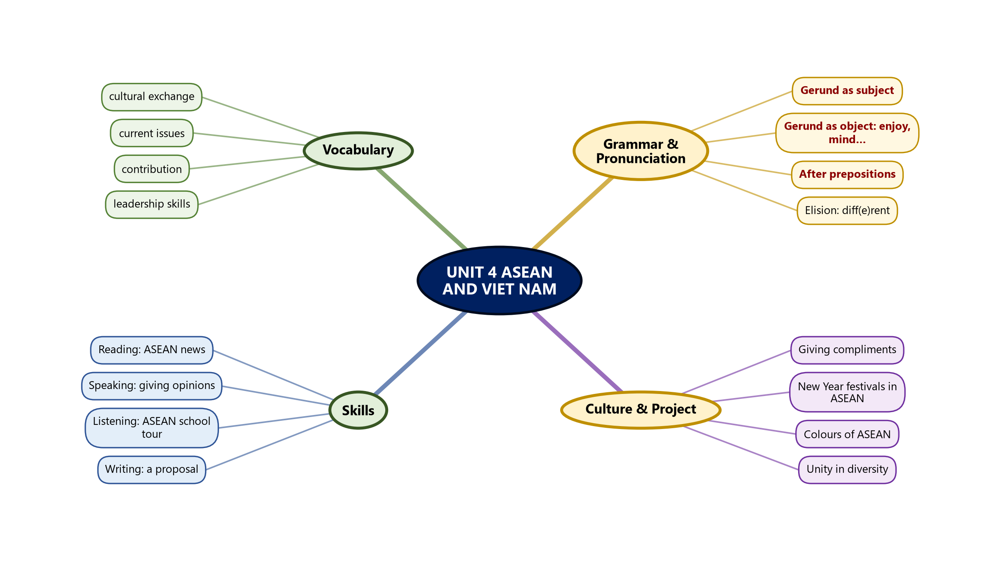 cultural exchange
current issues
contribution
leadership skills
Vocabulary
Grammar &
Pronunciation
Gerund as subject
Gerund as object: enjoy,
mind...
After prepositions
Elision: diff(e)rent
UNIT 4 ASEAN
AND VIET NAM
Reading: ASEAN news
Speaking: giving opinions
Listening: ASEAN school
tour
Writing: a proposal
Skills
Culture & Project
Giving compliments
New Year festivals in
ASEAN
Colours of ASEAN
Unity in diversity